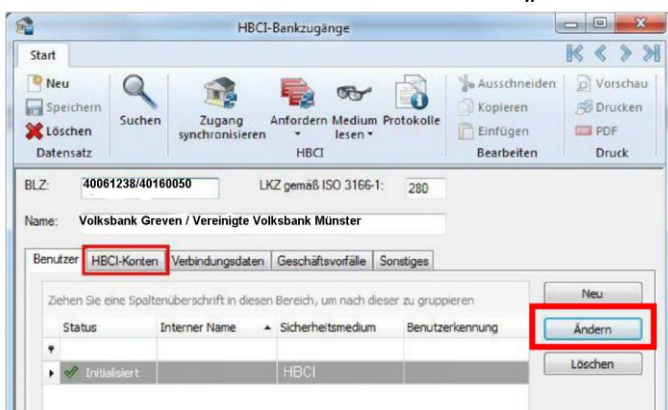 „
HBCI-Bankzugänge
Start
Neu
Speichern
Löschen
Datensatz
Suchen
Zugang
synchronisieren
Anfordern
Medium
lesen
Protokolle
HBCI
Ausschneiden
Kopieren
Einfügen
Bearbeiten
Vorschau
Drucken
PDF
Druck
BLZ: 40061238/40160050 LKZ gemäß ISO 3166-1: 280
Name: Volksbank Greven / Vereinigte Volksbank Münster
Benutzer HBCI-Konten Verbindungsdaten Geschäftsvorfälle Sonstiges
Ziehen Sie eine Spaltenüberschrift in diesen Bereich, um nach dieser zu gruppieren
Status Interner Name Sicherheitsmedium Benutzerkennung
Initialisiert HBCI
Neu
Ändern
Löschen